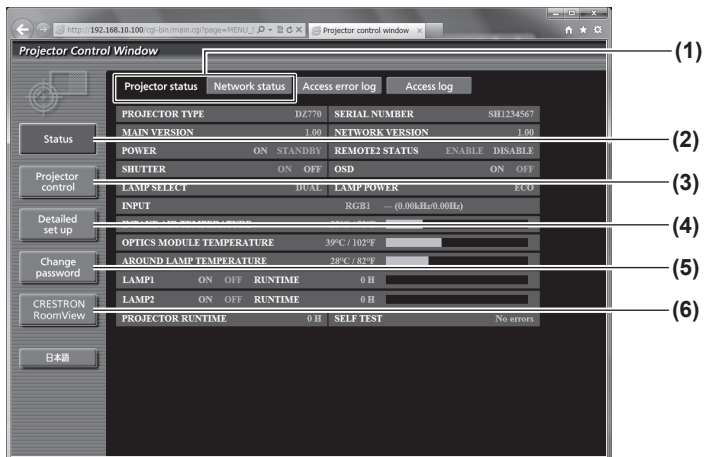 http://192.168.10.100/cgi-bin/main.cgi?page=MENU_
Projector control window
Projector Control Window
(1)
Projector status
Network status
Access error log
Access log
PROJECTOR TYPE DZ770 SERIAL NUMBER SH1234567
Status
MAIN VERSION 1.00 NETWORK VERSION 1.00
(2)
POWER ON STANDBY REMOTE2 STATUS ENABLE DISABLE
SHUTTER ON OFF OSD ON OFF
Projector control
(3)
LAMP SELECT DUAL LAMP POWER ECO
INPUT RGB1 — (0.00kHz/0.00Hz)
Detailed set up
(4)
OPTICS MODULE TEMPERATURE 39°C / 102°F
AROUND LAMP TEMPERATURE 28°C / 82°F
Change password
(5)
LAMP1 ON OFF RUNTIME 0 H
LAMP2 ON OFF RUNTIME 0 H
CRESTRON RoomView
(6)
PROJECTOR RUNTIME 0 H SELF TEST No errors
日本語